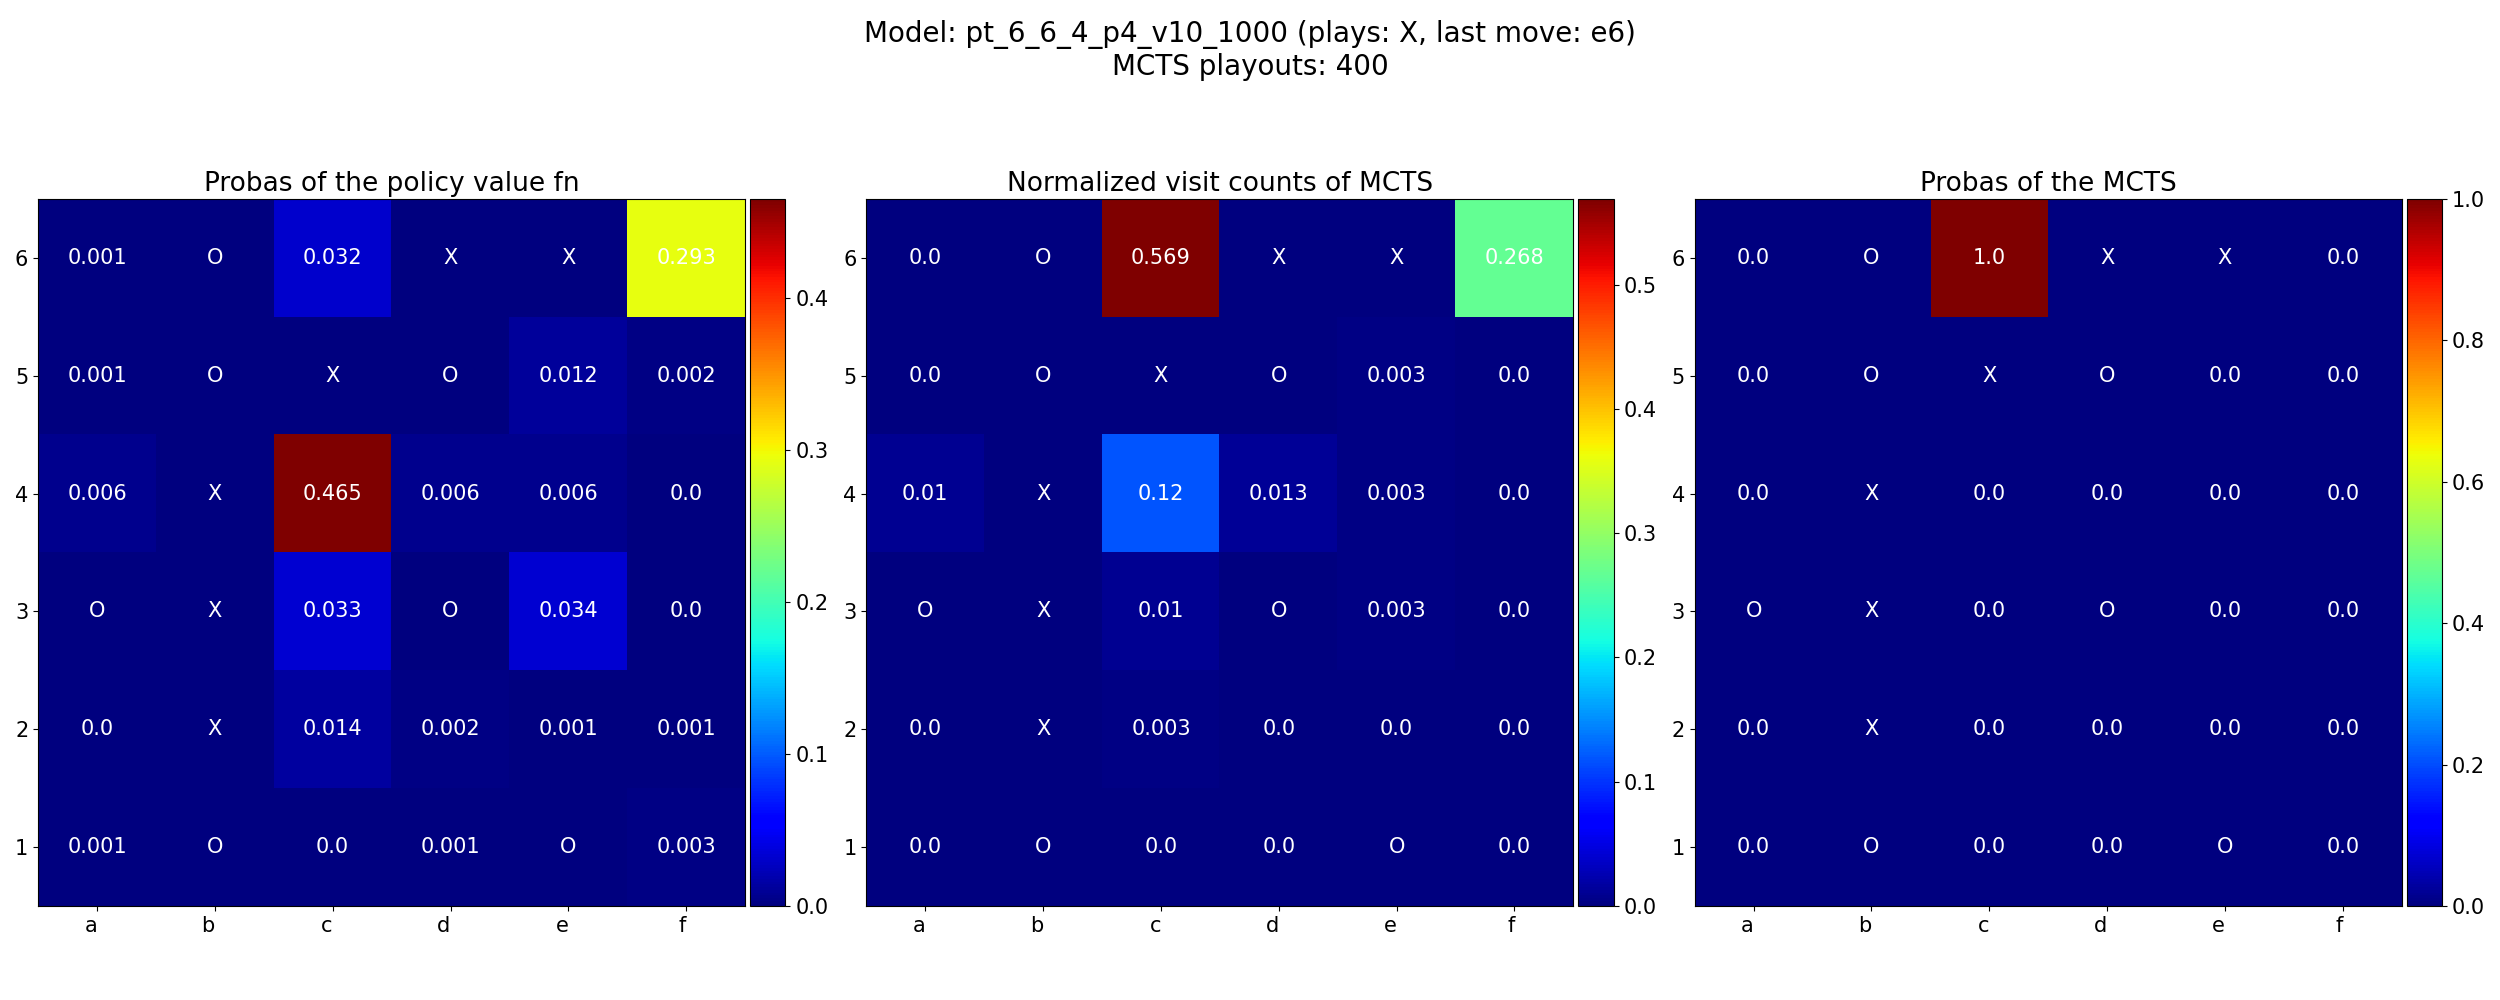 Model: pt_6_6_4_p4_v10_1000 (plays: X, last move: e6)
MCTS playouts: 400
Probas of the policy value fn
6 0.001 O 0.032 X X 0.293
5 0.001 O X O 0.012 0.002
4 0.006 X 0.465 0.006 0.006 0.0
3 O X 0.033 O 0.034 0.0
2 0.0 X 0.014 0.002 0.001 0.001
1 0.001 O 0.0 0.001 O 0.003
a b c d e f
0.4
0.3
0.2
0.1
0.0
Normalized visit counts of MCTS
6 0.0 O 0.569 X X 0.268
5 0.0 O X O 0.003 0.0
4 0.01 X 0.12 0.013 0.003 0.0
3 O X 0.01 O 0.003 0.0
2 0.0 X 0.003 0.0 0.0 0.0
1 0.0 O 0.0 0.0 O 0.0
a b c d e f
0.5
0.4
0.3
0.2
0.1
0.0
Probas of the MCTS
6 0.0 O 1.0 X X 0.0
5 0.0 O X O 0.0 0.0
4 0.0 X 0.0 0.0 0.0 0.0
3 O X 0.0 O 0.0 0.0
2 0.0 X 0.0 0.0 0.0 0.0
1 0.0 O 0.0 0.0 O 0.0
a b c d e f
1.0
0.8
0.6
0.4
0.2
0.0